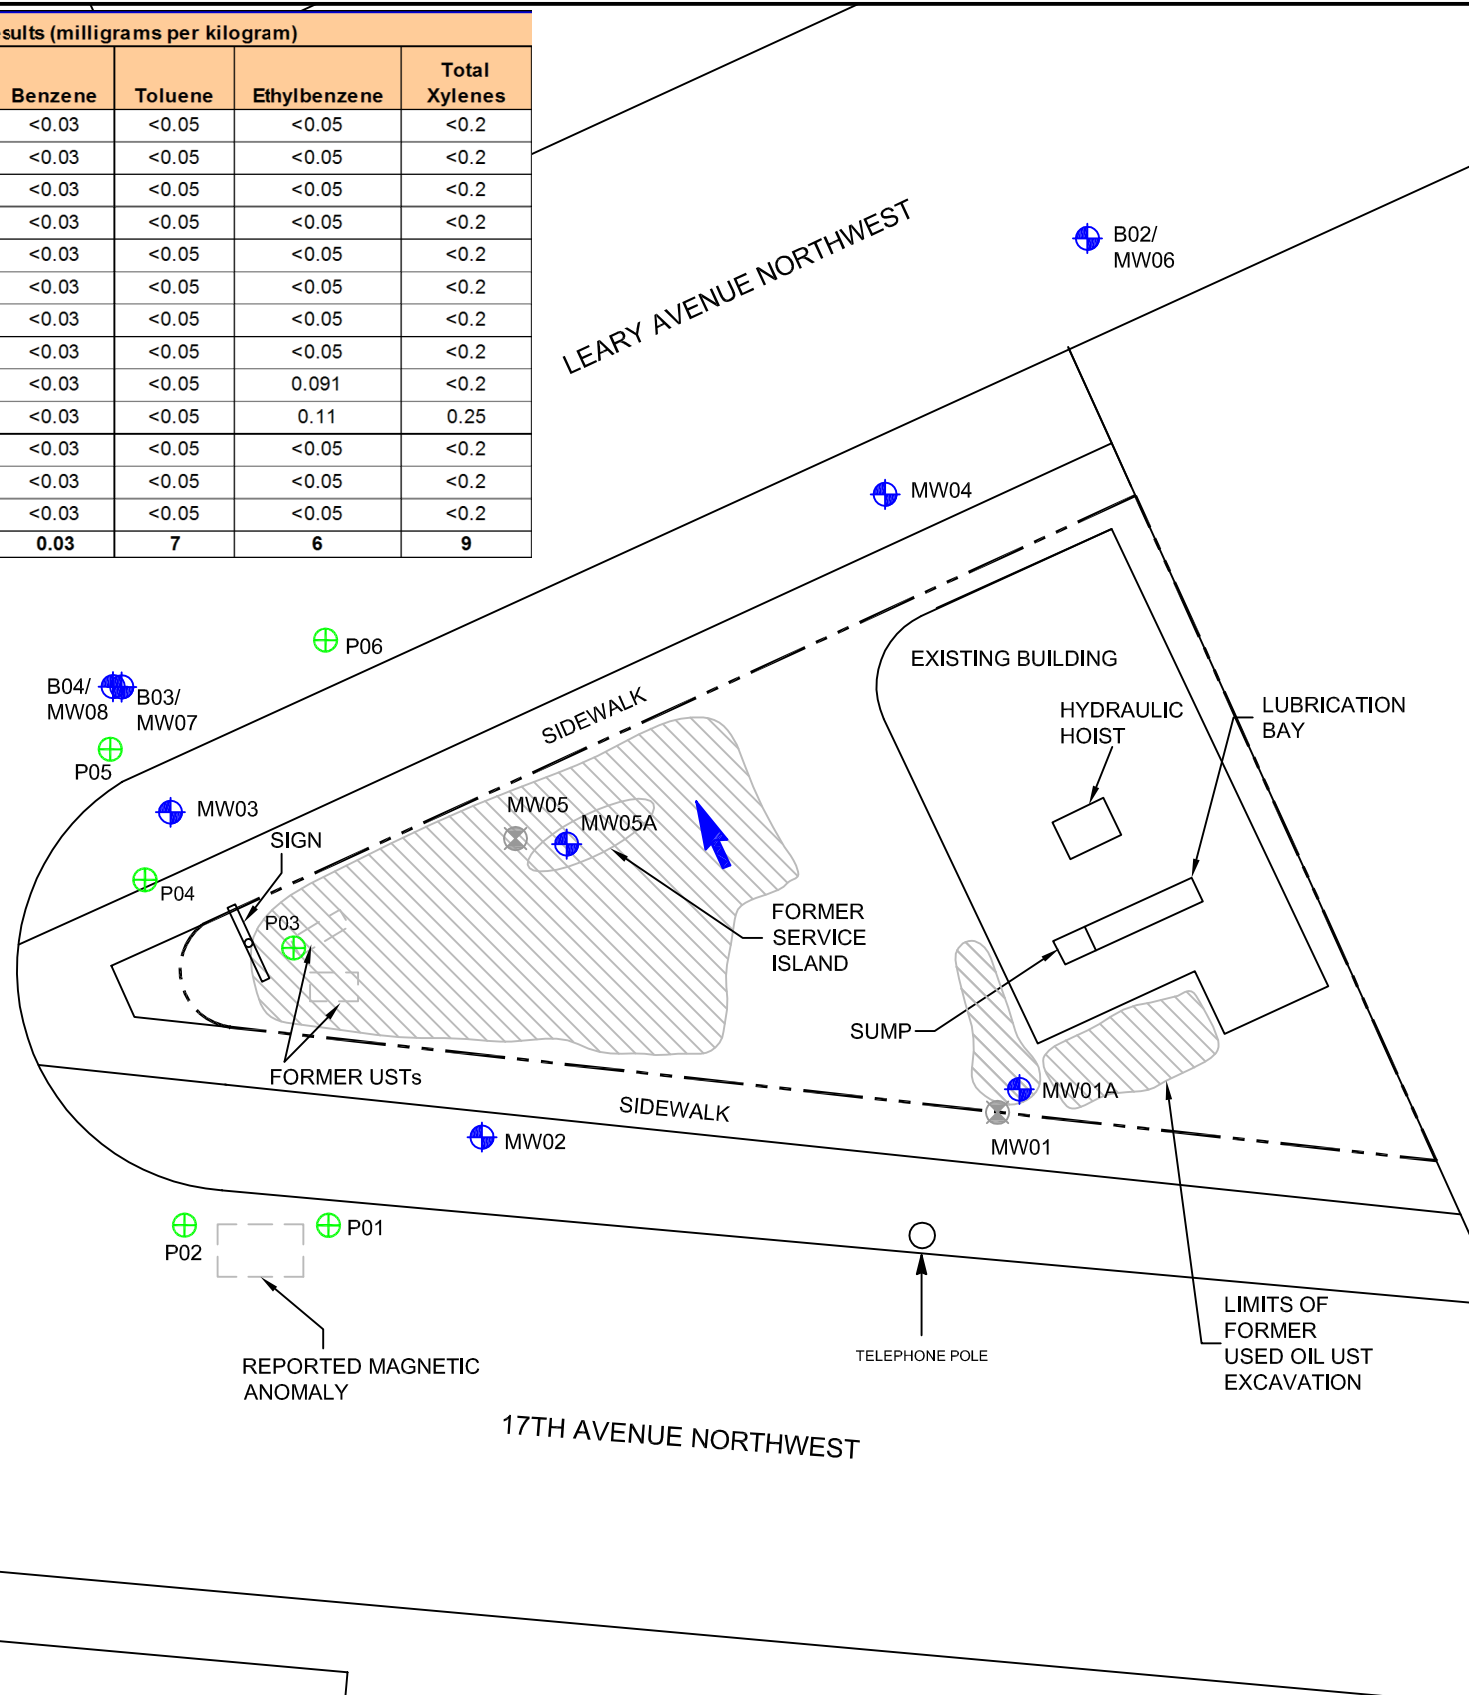 sults (milligrams per kilogram)
Benzene Toluene Ethylbenzene Total Xylenes
<0.03 <0.05 <0.05 <0.2
<0.03 <0.05 <0.05 <0.2
<0.03 <0.05 <0.05 <0.2
<0.03 <0.05 <0.05 <0.2
<0.03 <0.05 <0.05 <0.2
<0.03 <0.05 <0.05 <0.2
<0.03 <0.05 <0.05 <0.2
<0.03 <0.05 <0.05 <0.2
<0.03 <0.05 0.091 <0.2
<0.03 <0.05 0.11 0.25
<0.03 <0.05 <0.05 <0.2
<0.03 <0.05 <0.05 <0.2
<0.03 <0.05 <0.05 <0.2
0.03 7 6 9
LEARY AVENUE NORTHWEST
B02/
MW06
MW04
P06
EXISTING BUILDING
B04/
MW08
B03/
MW07
SIDEWALK
HYDRAULIC
HOIST
LUBRICATION
BAY
P05
MW03
MW05
MW05A
SIGN
P04
P03
FORMER
SERVICE
ISLAND
SUMP
FORMER USTs
SIDEWALK
MW01A
MW02
MW01
P02
P01
REPORTED MAGNETIC
ANOMALY
TELEPHONE POLE
LIMITS OF
FORMER
USED OIL UST
EXCAVATION
17TH AVENUE NORTHWEST